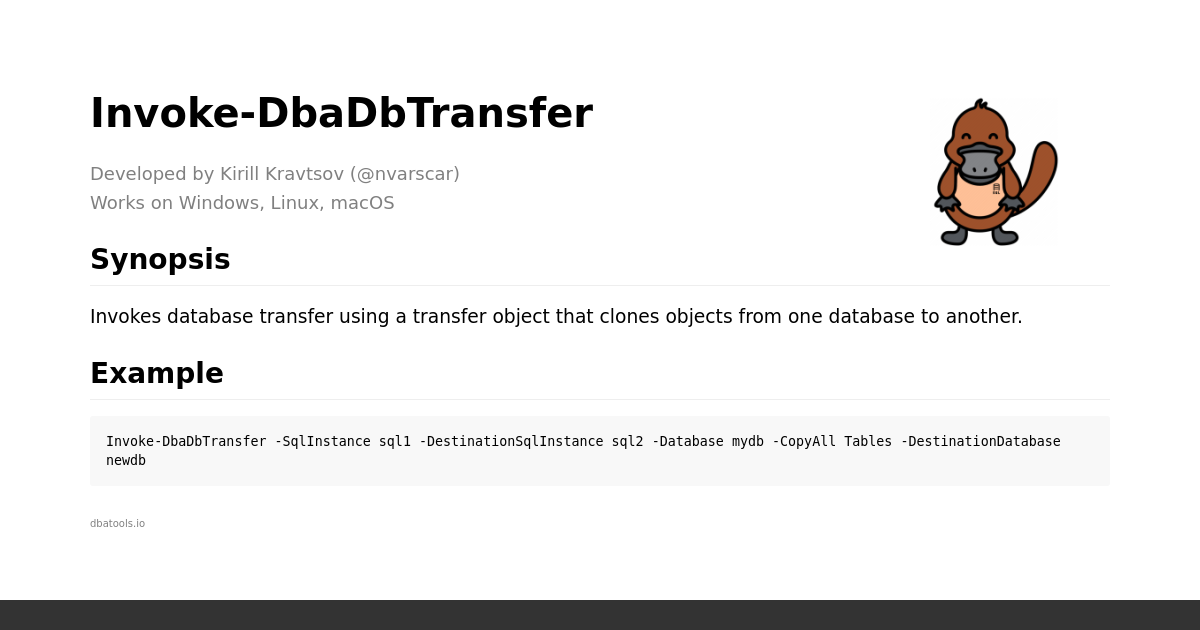 Invoke-DbaDbTransfer
Developed by Kirill Kravtsov (@nvarscar)
Works on Windows, Linux, macOS
Synopsis
Invokes database transfer using a transfer object that clones objects from one database to another.
Example
Invoke-DbaDbTransfer -SqlInstance sql1 -DestinationSqlInstance sql2 -Database mydb -CopyAll Tables -DestinationDatabase
newdb
dbatools.io